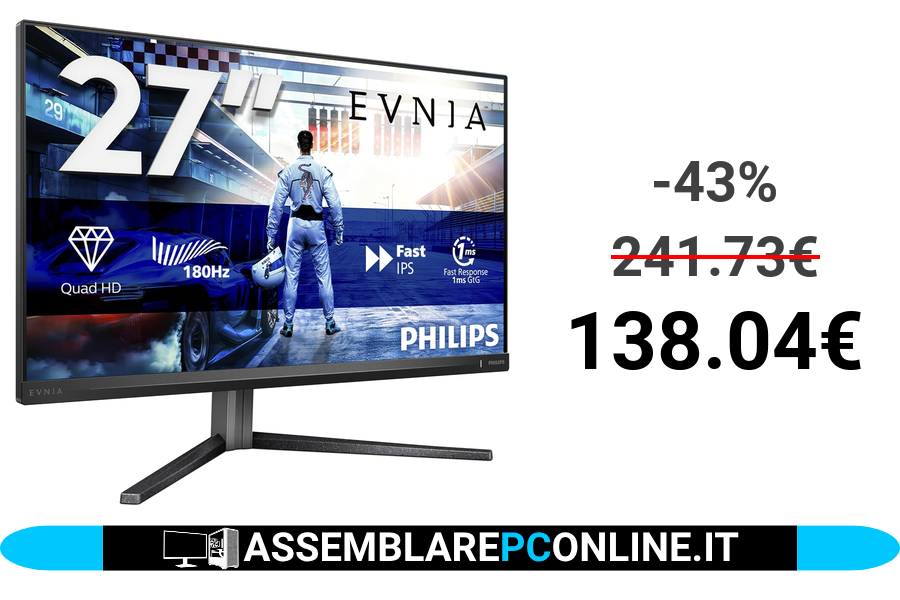 27"
EVNIA
29
Quad HD
180Hz
Fast
IPS
1ms
Fast Response
1ms GtG
PHILIPS
EVNIA
PHILIPS
-43%
241.73€
138.04€
ASSEMBLAREPCONLINE.IT